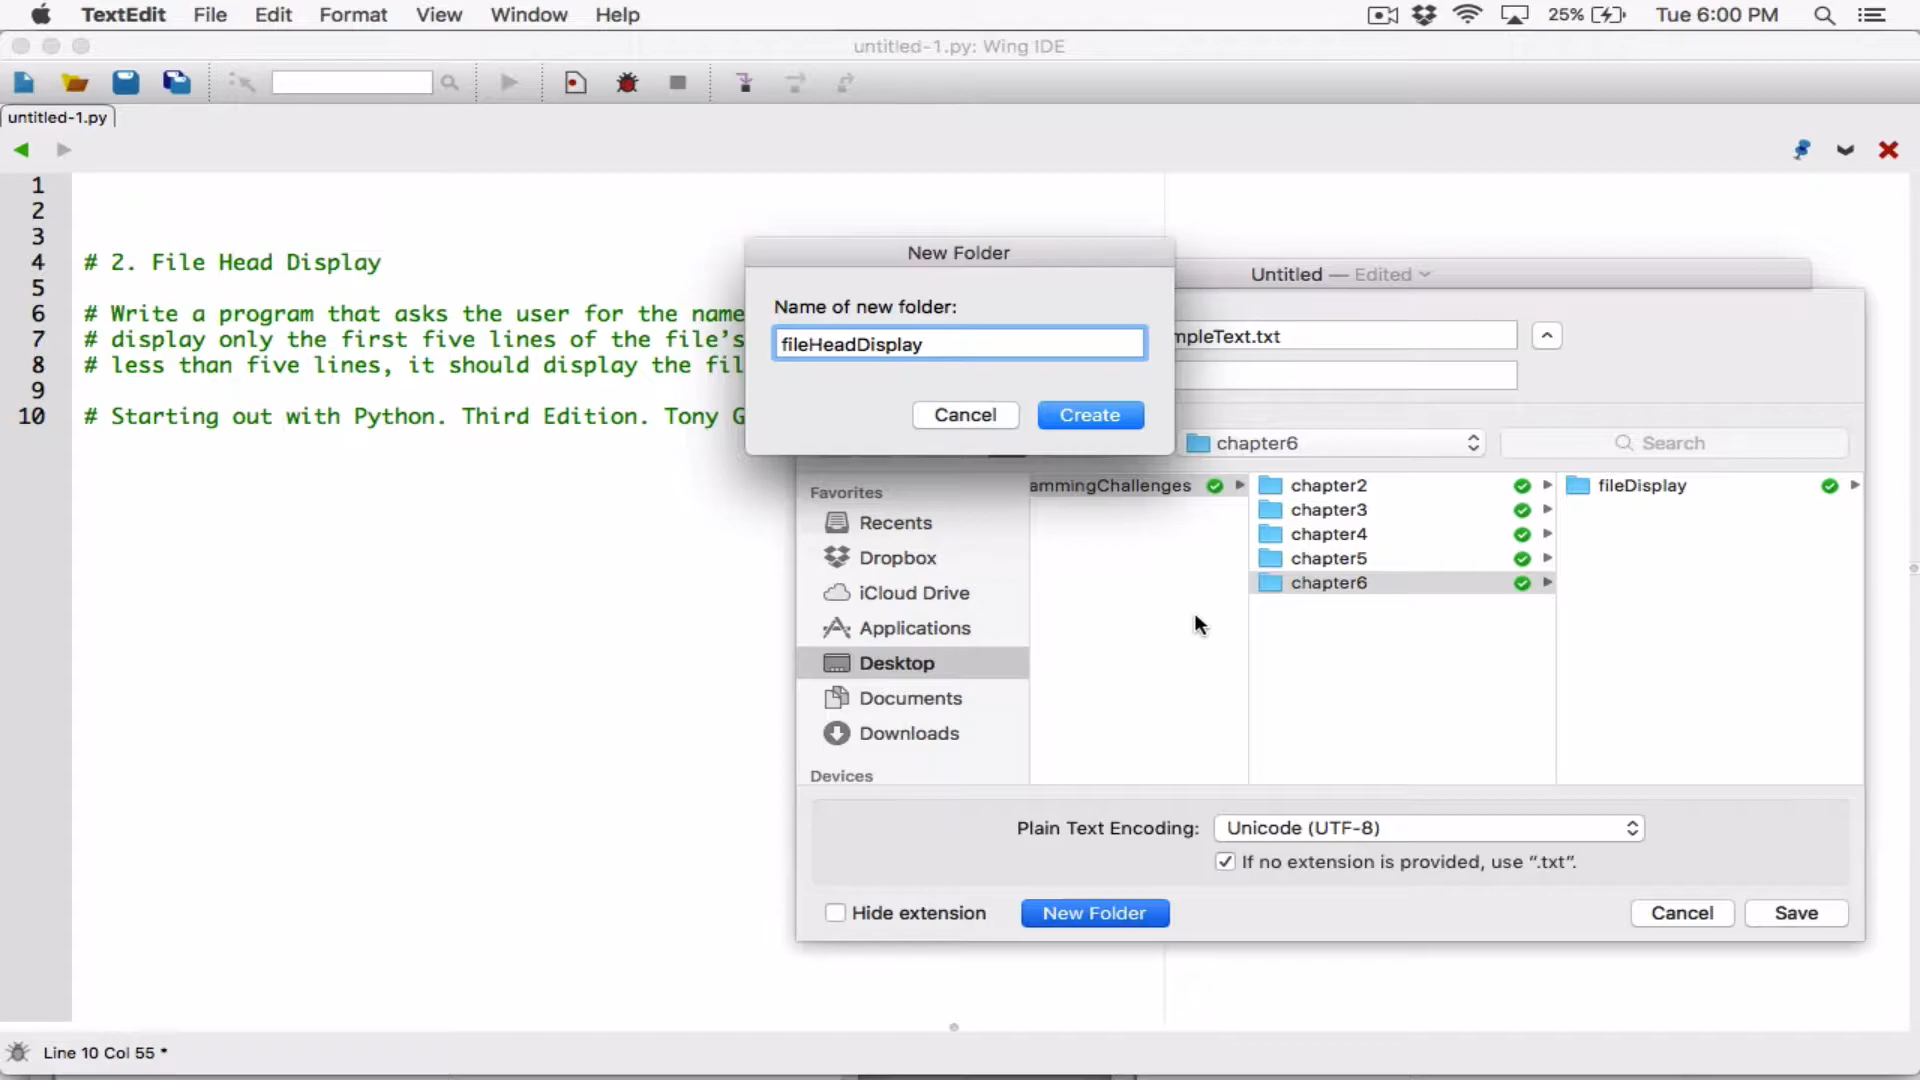 TextEdit File Edit Format View Window Help 25% Tue 6:00 PM
untitled-1.py: Wing IDE
untitled-1.py
1
2
3
4 # 2. File Head Display
5
6 # Write a program that asks the user for the name
7 # display only the first five lines of the file’s
8 # less than five lines, it should display the fil
9
10 # Starting out with Python. Third Edition. Tony G
New Folder
Name of new folder:
fileHeadDisplay
Cancel Create
Untitled — Edited
mpleText.txt
chapter6 Search
Favorites
Recents
Dropbox
iCloud Drive
Applications
Desktop
Documents
Downloads
Devices
ammingChallenges
chapter2
chapter3
chapter4
chapter5
chapter6
fileDisplay
Plain Text Encoding: Unicode (UTF-8)
If no extension is provided, use “.txt”.
Hide extension New Folder Cancel Save
Line 10 Col 55 *